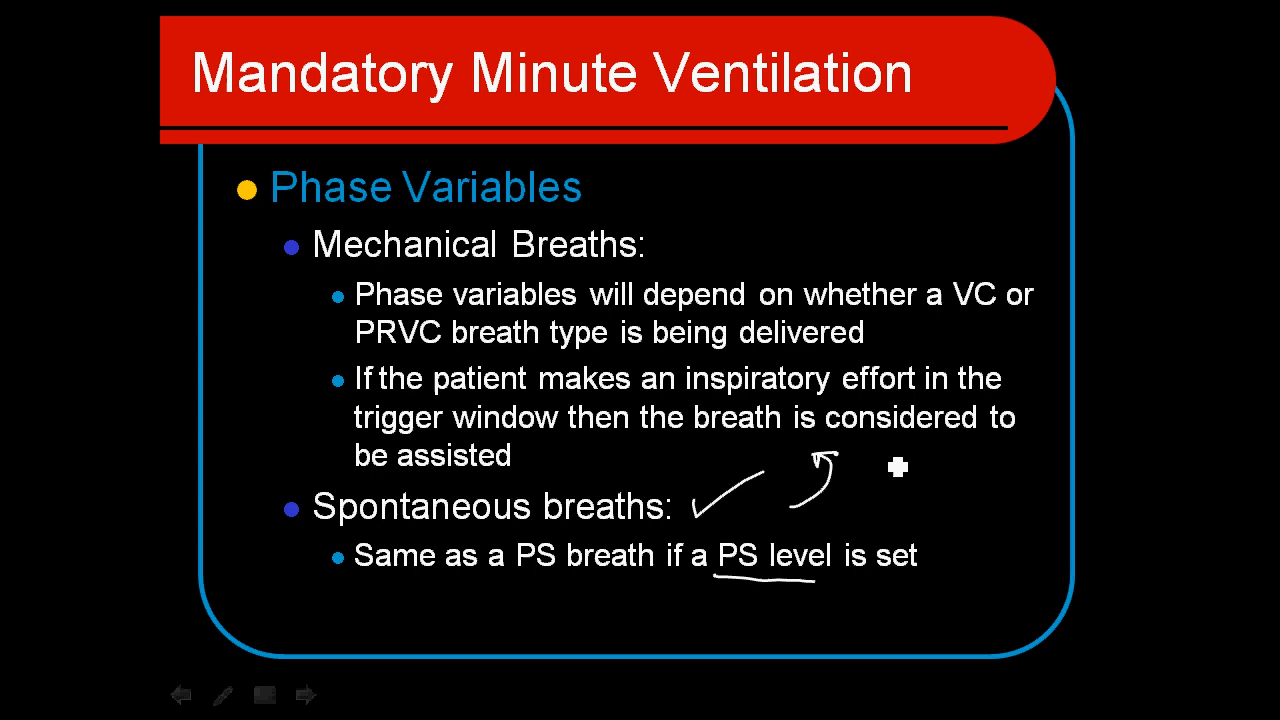 Mandatory Minute Ventilation
Phase Variables
Mechanical Breaths:
Phase variables will depend on whether a VC or
PRVC breath type is being delivered
If the patient makes an inspiratory effort in the
trigger window then the breath is considered to
be assisted
Spontaneous breaths:
Same as a PS breath if a PS level is set